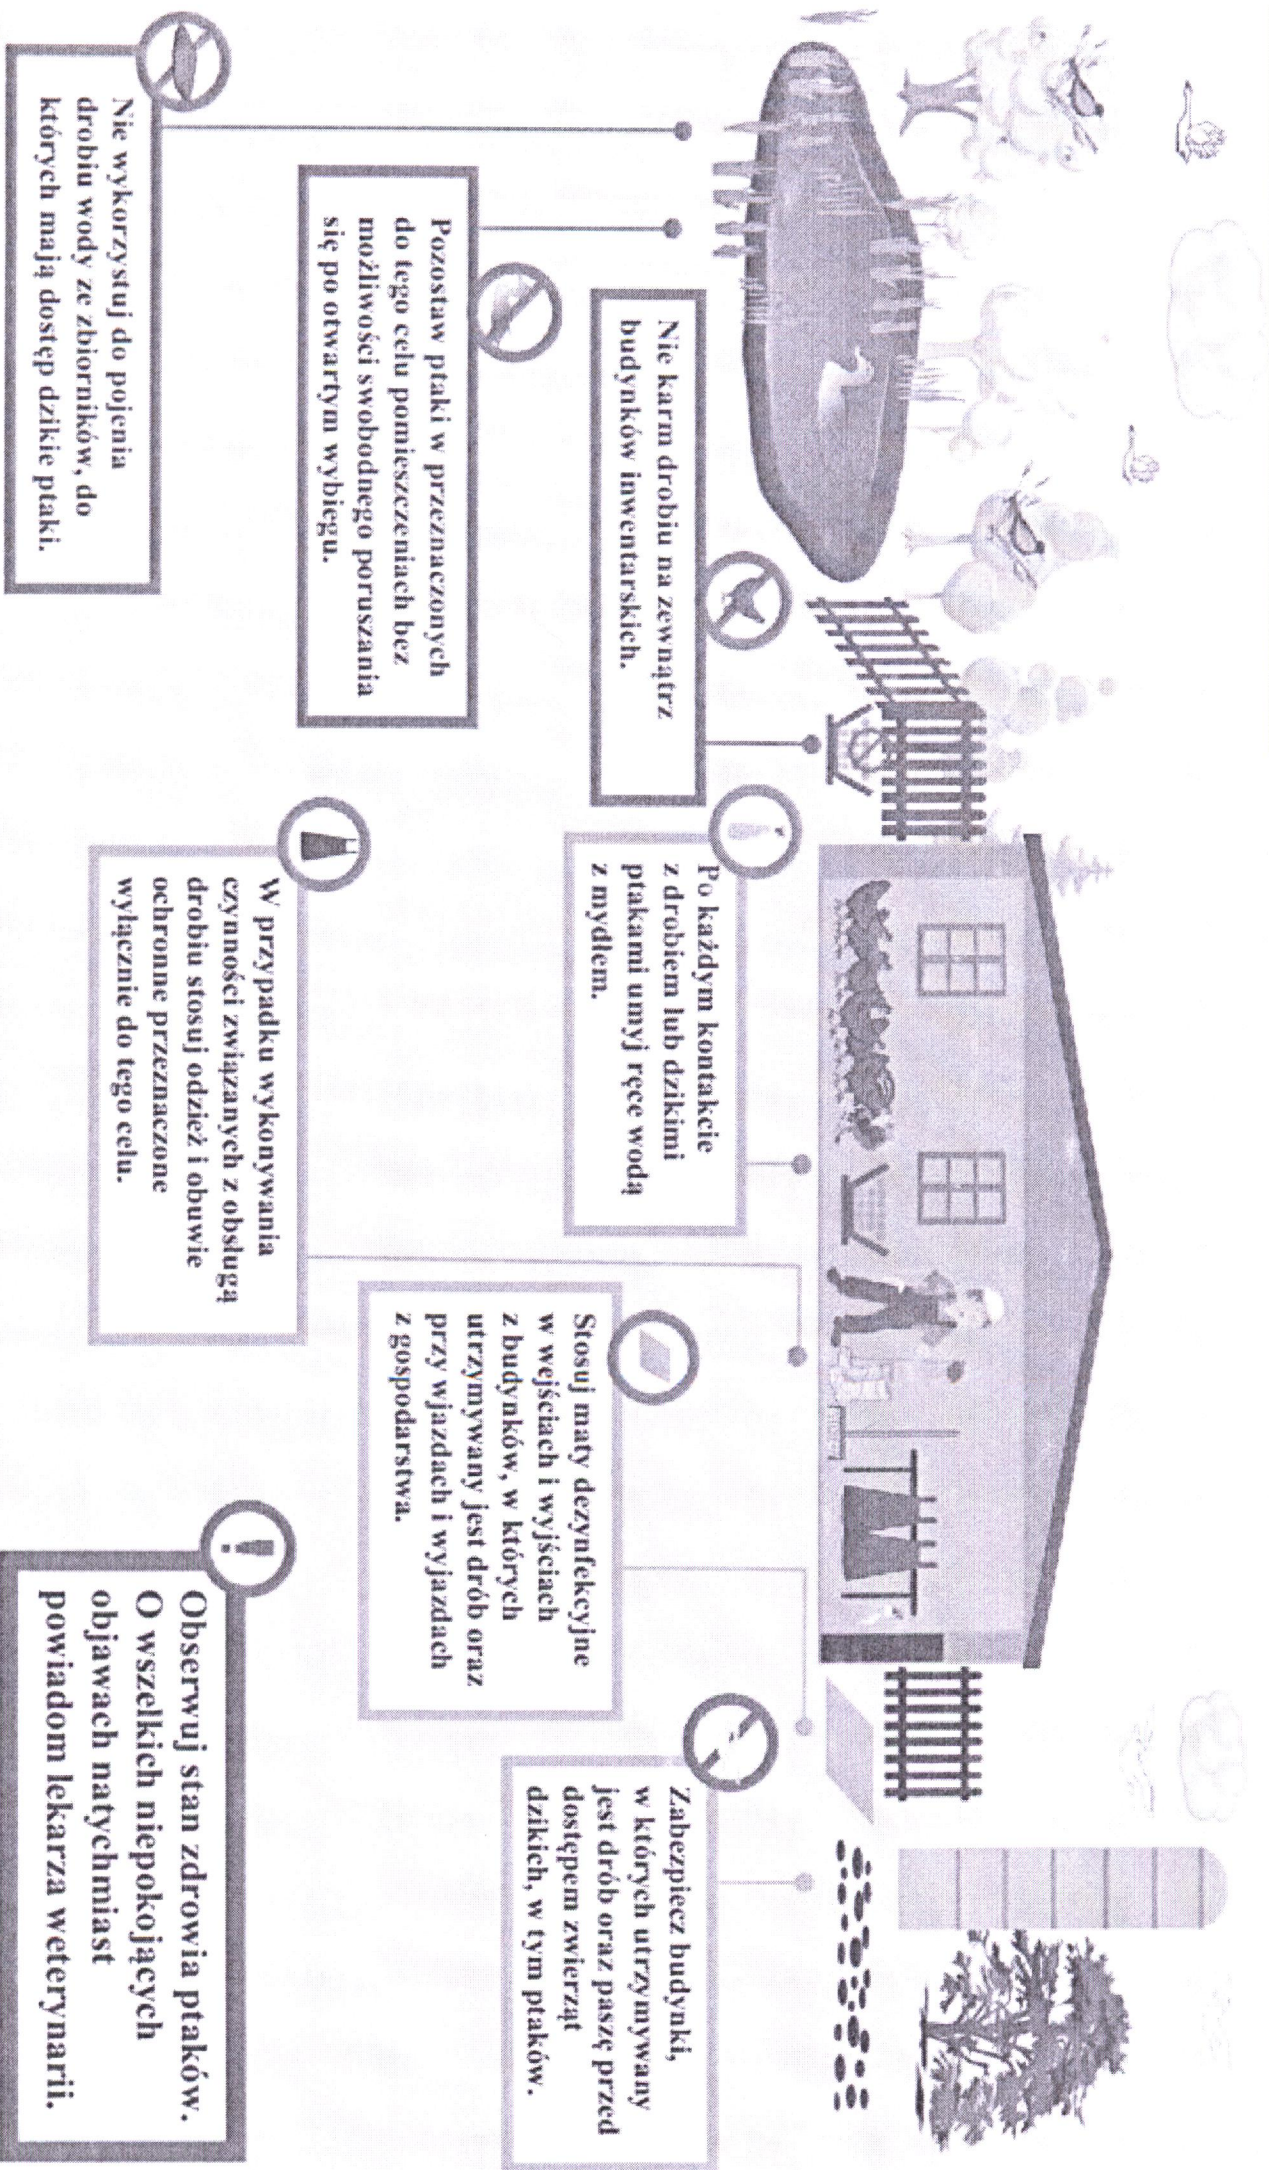 Nie wykorzystuj do pojenia
drobiu wody ze zbiorników, do
których mają dostęp dzikie ptaki.
Pozostaw ptaki w przeznaczonych
do tego celu pomieszczeniach bez
możliwości swobodnego poruszania
się po otwartym wybiegu.
Nie karm drobiu na zewnątrz
budynków inwentarskich.
Po każdym kontakcie
z drobiem lub dzikimi
ptakami umyj ręce wodą
z mydłem.
W przypadku wykonywania
czynności związanych z obsługą
drobiu stosuj odzież i obuwie
ochronne przeznaczone
wyłącznie do tego celu.
Stosuj maty dezynfekcyjne
w wejściach i wyjściach
z budynków, w których
utrzymywany jest drób oraz
przy wjazdach i wyjazdach
z gospodarstwa.
Zabezpiecz budynki,
w których utrzymywany
jest drób oraz paszę przed
dostępem zwierząt
dzikich, w tym ptaków.
Obserwuj stan zdrowia ptaków.
O wszelkich niepokojących
objawach natychmiast
powiadom lekarza weterynarii.